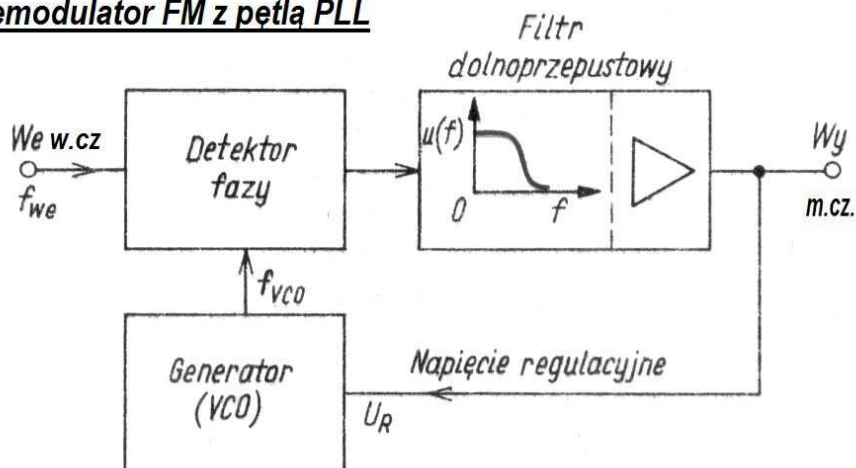 emodulator FM z pętlą PLL
Filtr
dolnoprzepustowy
We w.cz
f_we
Detektor
fazy
u(f)
0
f
Wy
m.cz.
f_VCO
Generator
(VCO)
Napięcie regulacyjne
U_R